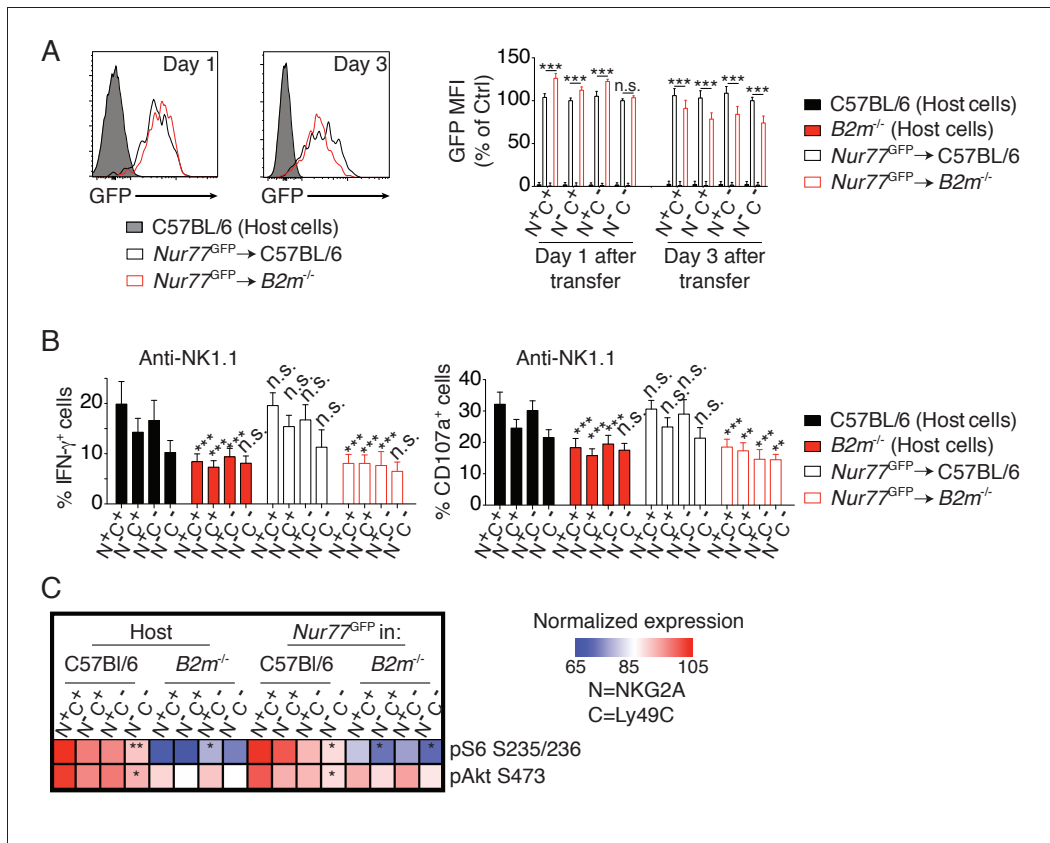 A
Day 1
Day 3
GFP
GFP
C57BL/6 (Host cells)
Nur77GFP→C57BL/6
Nur77GFP→B2m-/-
GFP MFI
(% of Ctrl)
150
100
50
0
*** *** *** n.s.
*** *** *** ***
N+C+ N-C+ N+C- N-C-
N+C+ N-C+ N+C- N-C-
Day 1 after
transfer
Day 3 after
transfer
C57BL/6 (Host cells)
B2m-/- (Host cells)
Nur77GFP→C57BL/6
Nur77GFP→B2m-/-
B
Anti-NK1.1
% IFN-γ+ cells
20
10
0
*** *** *** n.s.
n.s. n.s. n.s. n.s.
*** *** *** n.s.
N+C+ N-C+ N+C- N-C-
N+C+ N-C+ N+C- N-C-
N+C+ N-C+ N+C- N-C-
N+C+ N-C+ N+C- N-C-
Anti-NK1.1
% CD107a+ cells
40
30
20
10
0
*** *** *** n.s.
n.s. n.s. n.s. n.s.
*** ** *** **
N+C+ N-C+ N+C- N-C-
N+C+ N-C+ N+C- N-C-
N+C+ N-C+ N+C- N-C-
N+C+ N-C+ N+C- N-C-
C57BL/6 (Host cells)
B2m-/- (Host cells)
Nur77GFP→C57BL/6
Nur77GFP→B2m-/-
C
Host
Nur77GFP in:
C57Bl/6 B2m-/- C57Bl/6 B2m-/-
N+C+ N-C+ N+C- N-C-
N+C+ N-C+ N+C- N-C-
N+C+ N-C+ N+C- N-C-
N+C+ N-C+ N+C- N-C-
** * * * * pS6 S235/236
* * pAkt S473
Normalized expression
65 85 105
N=NKG2A
C=Ly49C